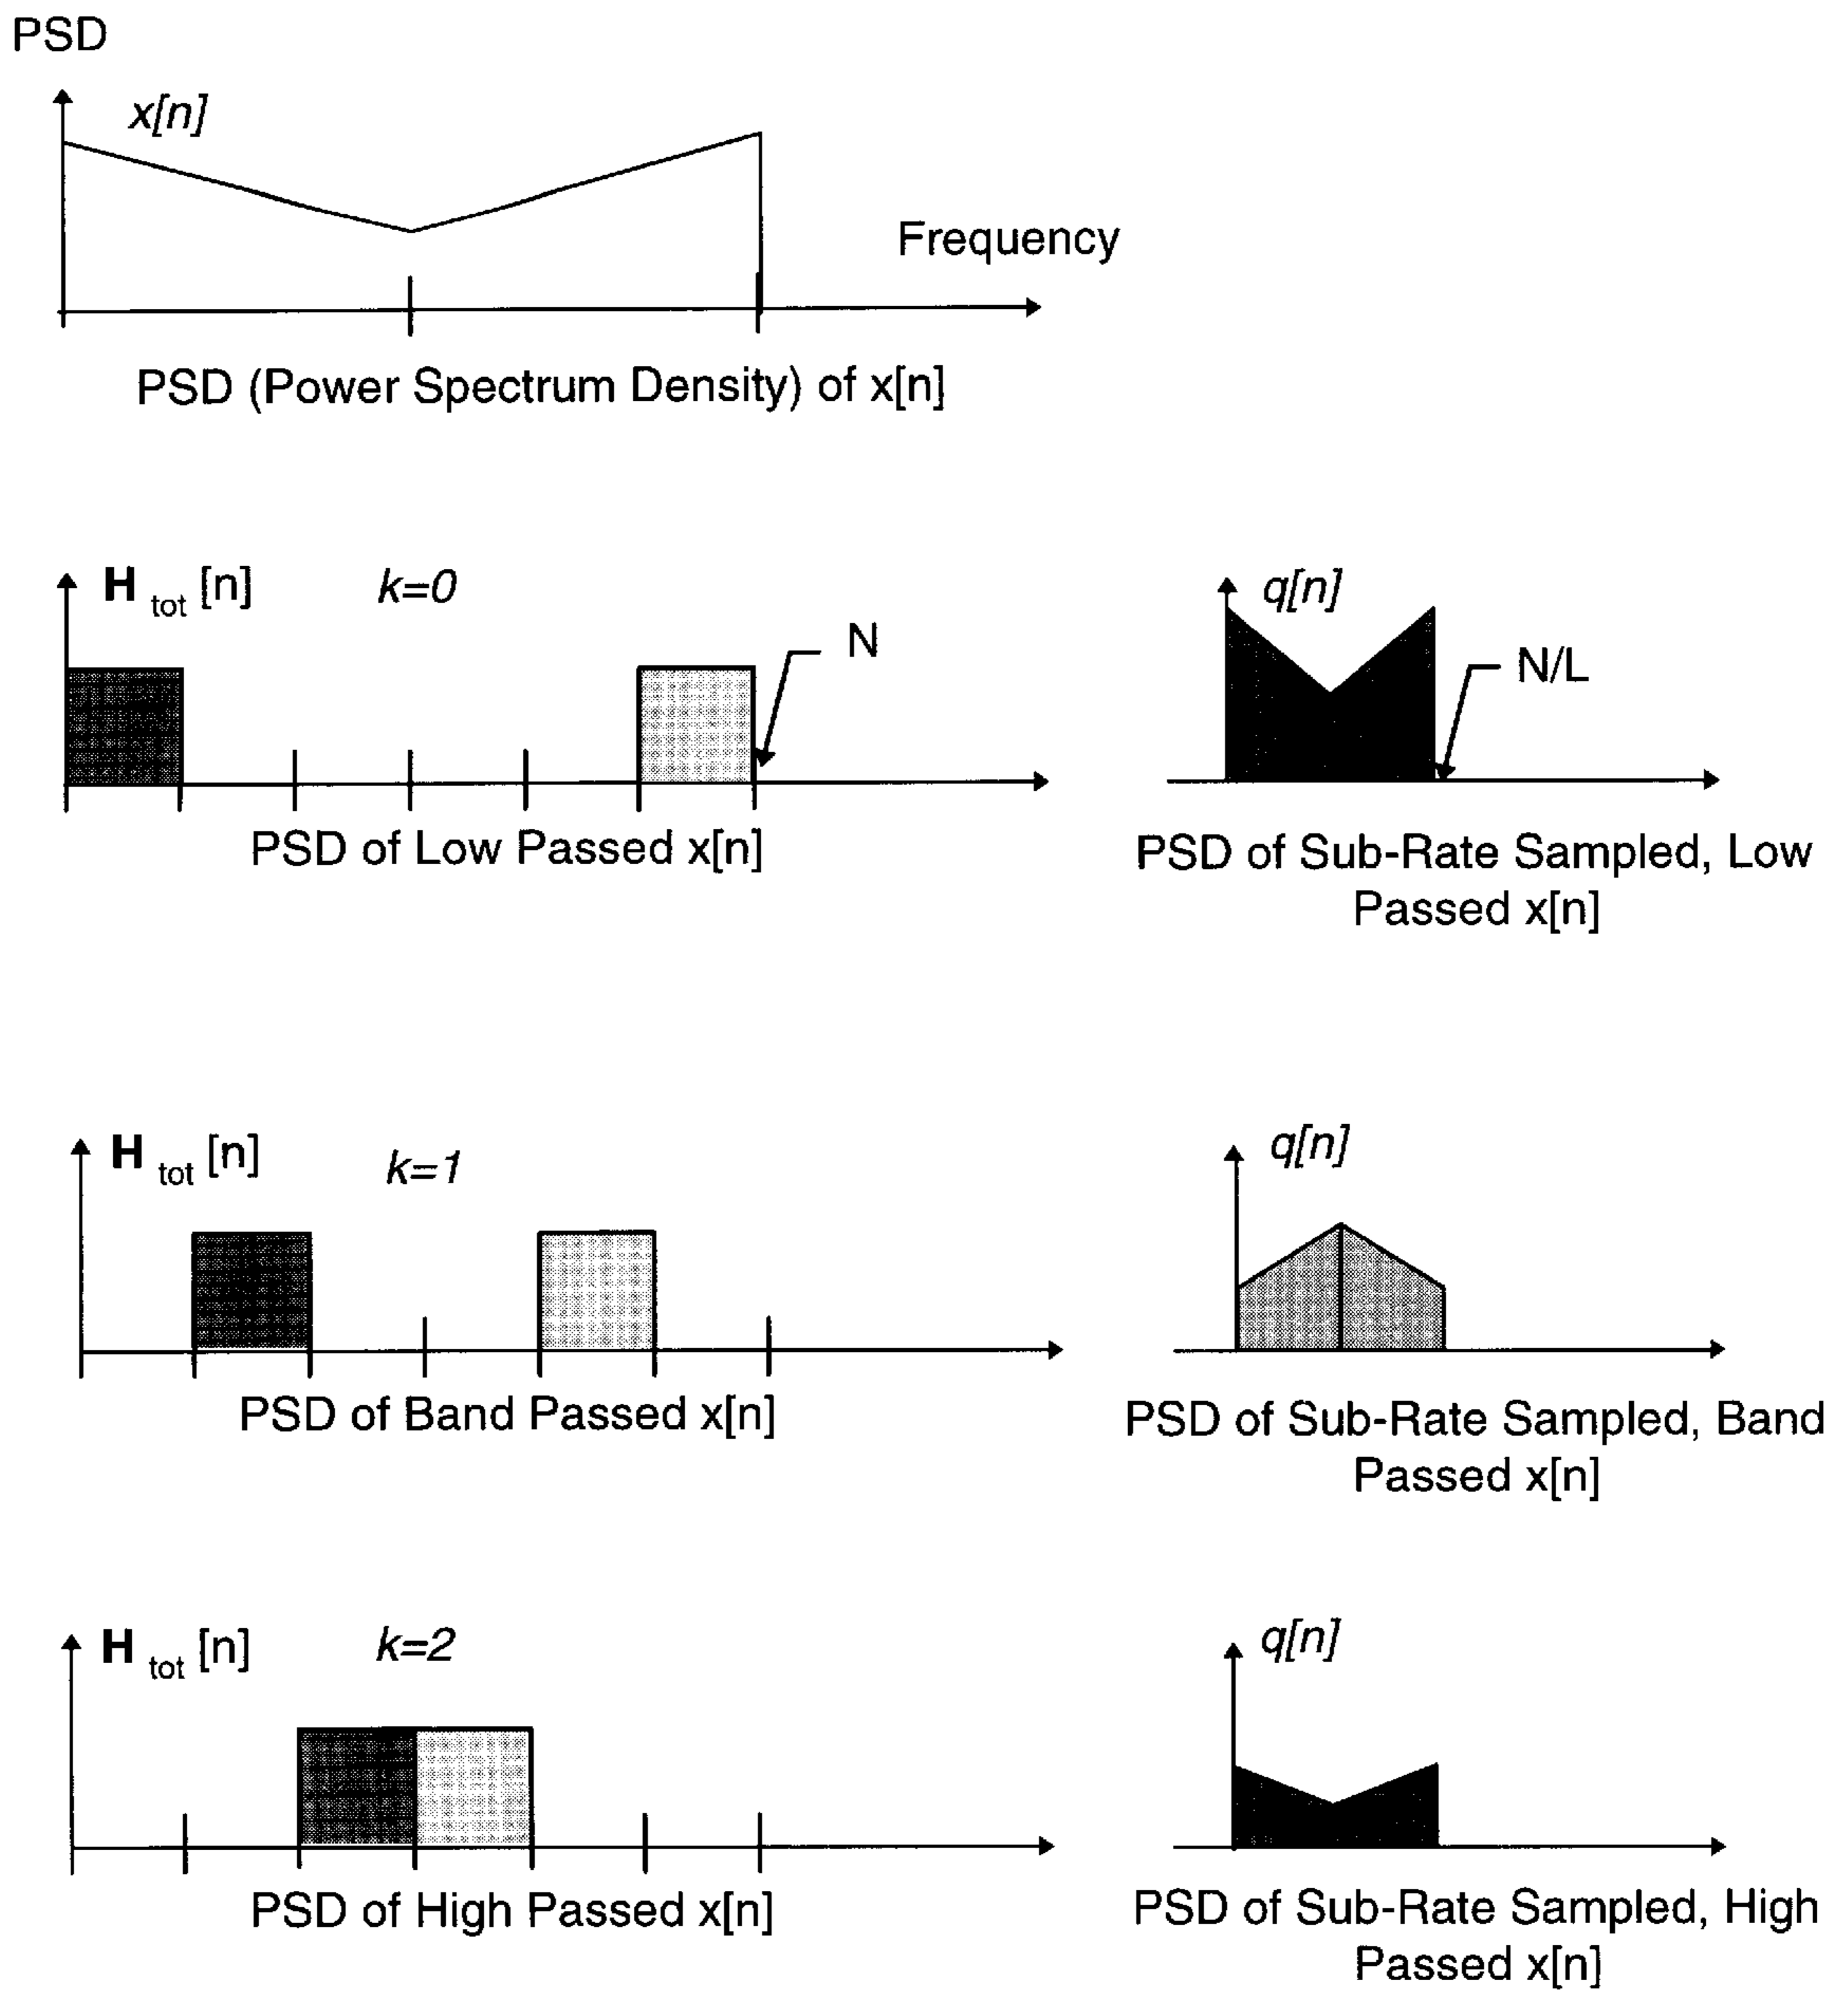 PSD
x[n]
Frequency
PSD (Power Spectrum Density) of x[n]
H tot [n]
k=0
N
PSD of Low Passed x[n]
q[n]
N/L
PSD of Sub-Rate Sampled, Low
Passed x[n]
H tot [n]
k=1
PSD of Band Passed x[n]
q[n]
PSD of Sub-Rate Sampled, Band
Passed x[n]
H tot [n]
k=2
PSD of High Passed x[n]
q[n]
PSD of Sub-Rate Sampled, High
Passed x[n]